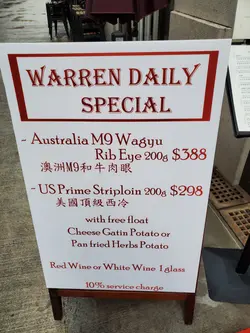 WARREN DAILY
SPECIAL
- Australia M9 Wagyu
Rib Eye 200g $388
澳洲M9和牛肉眼
- US Prime Striploin 200g $298
美國頂級西冷
with free float
Cheese Gatin Potato or
Pan fried Herbs Potato
Red Wine or White Wine 1 glass
10% service charge